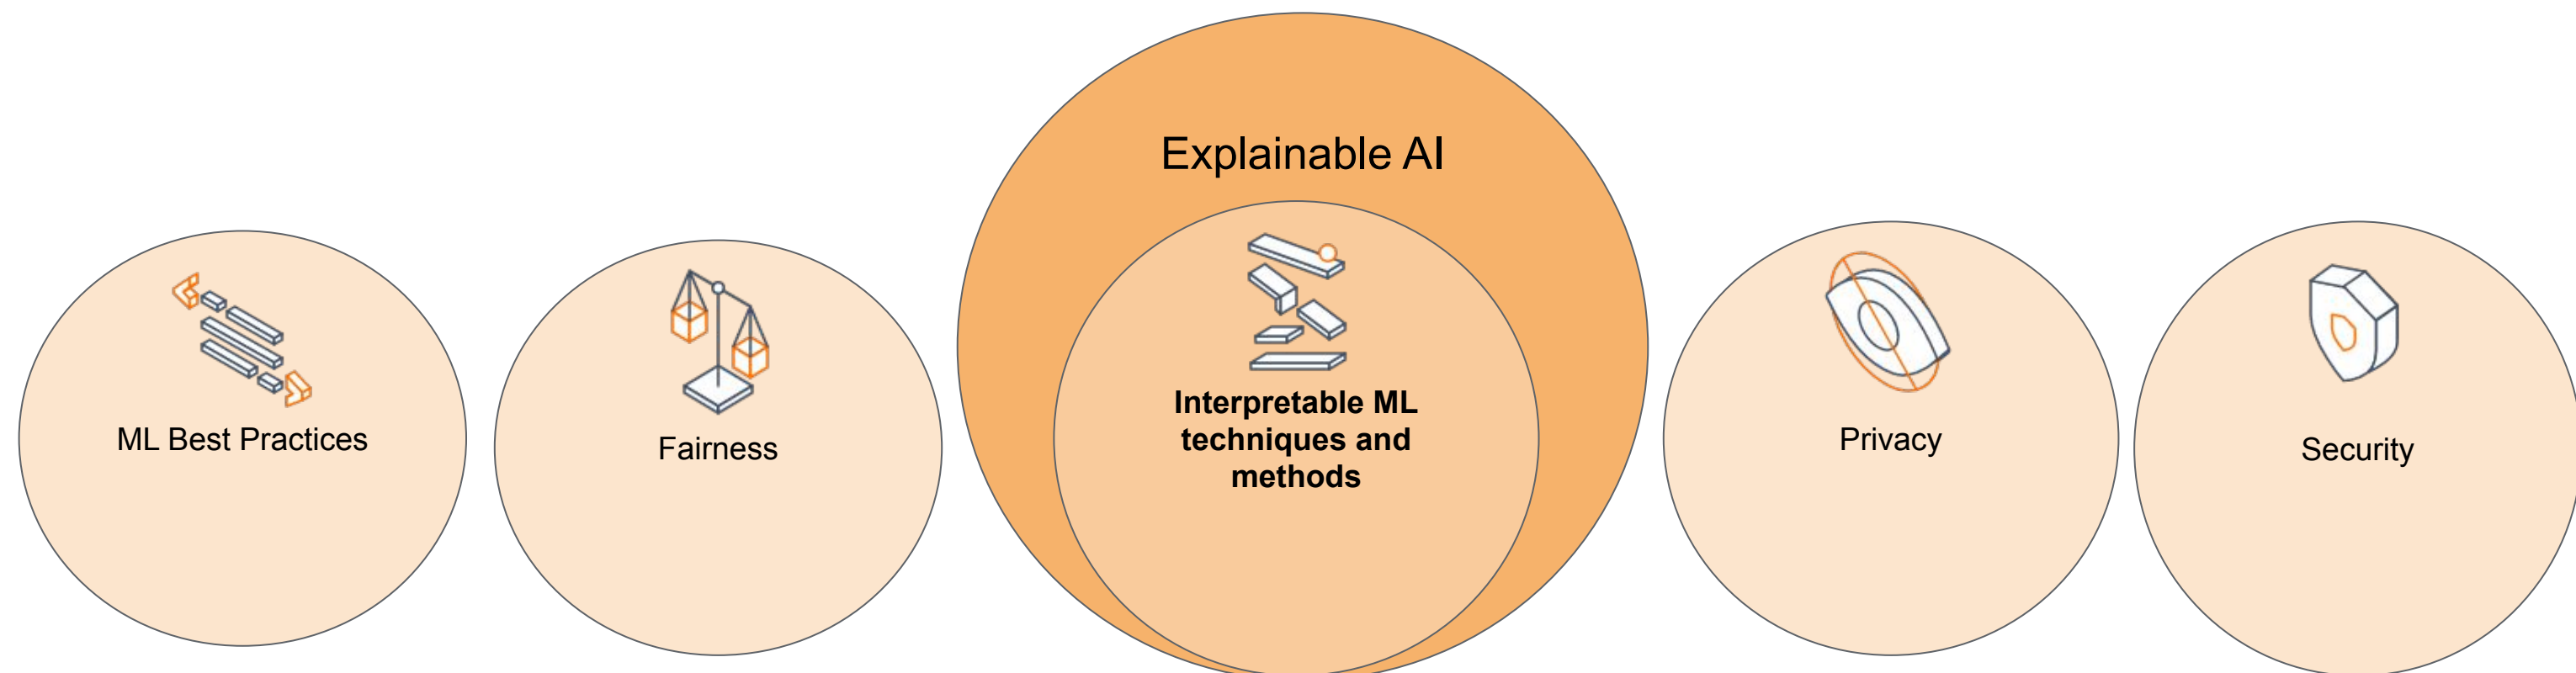 Explainable AI
ML Best Practices
Fairness
Interpretable ML
techniques and
methods
Privacy
Security